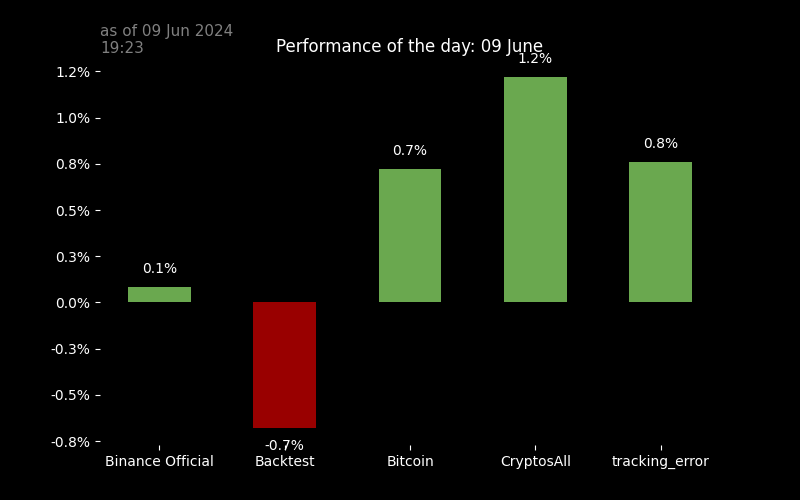 as of 09 Jun 2024
19:23
Performance of the day: 09 June
1.2%
1.2%
1.0%
0.8%
0.8%
0.7%
0.5%
0.3%
0.1%
0.0%
-0.3%
-0.5%
-0.8%
-0.7%
Binance Official
Backtest
Bitcoin
CryptosAll
tracking_error